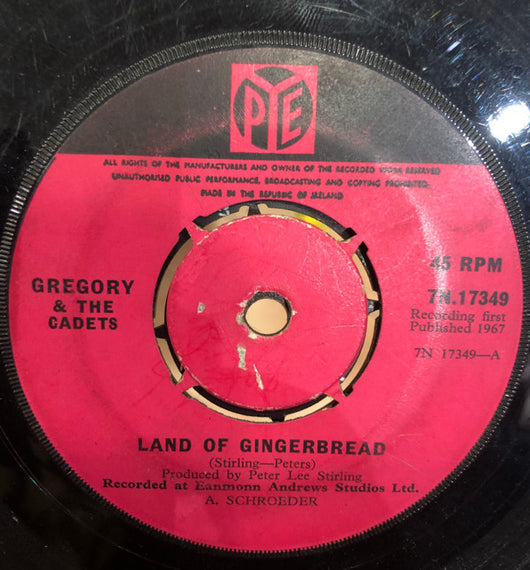 PYE
ALL RIGHTS OF THE MANUFACTURERS AND OWNER OF THE RECORDED WORK RESERVED
UNAUTHORISED PUBLIC PERFORMANCE, BROADCASTING AND COPYING PROHIBITED.
MADE IN THE REPUBLIC OF IRELAND
GREGORY
& THE
CADETS
45 RPM
7N.17349
Recording first
Published 1967
7N 17349—A
LAND OF GINGERBREAD
(Stirling—Peters)
Produced by Peter Lee Stirling
Recorded at Eanmonn Andrews Studios Ltd.
A. SCHROEDER